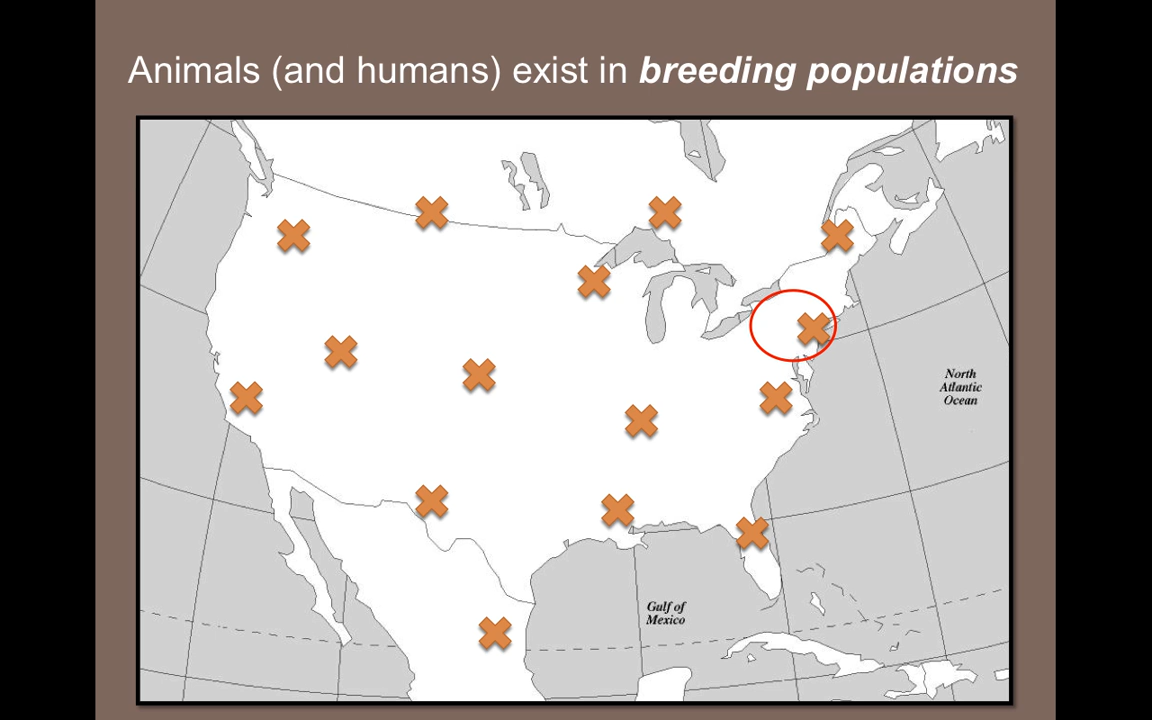 Animals (and humans) exist in breeding populations
North
Atlantic
Ocean
Gulf of
Mexico